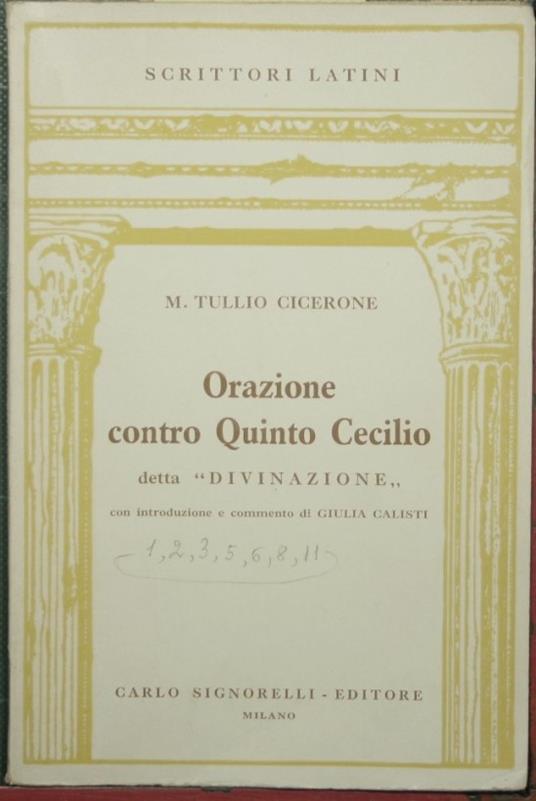 SCRITTORI LATINI
M. TULLIO CICERONE
Orazione
contro Quinto Cecilio
detta “DIVINAZIONE„
con introduzione e commento di GIULIA CALISTI
1, 2, 3, 5, 6, 8, 11
CARLO SIGNORELLI - EDITORE
MILANO